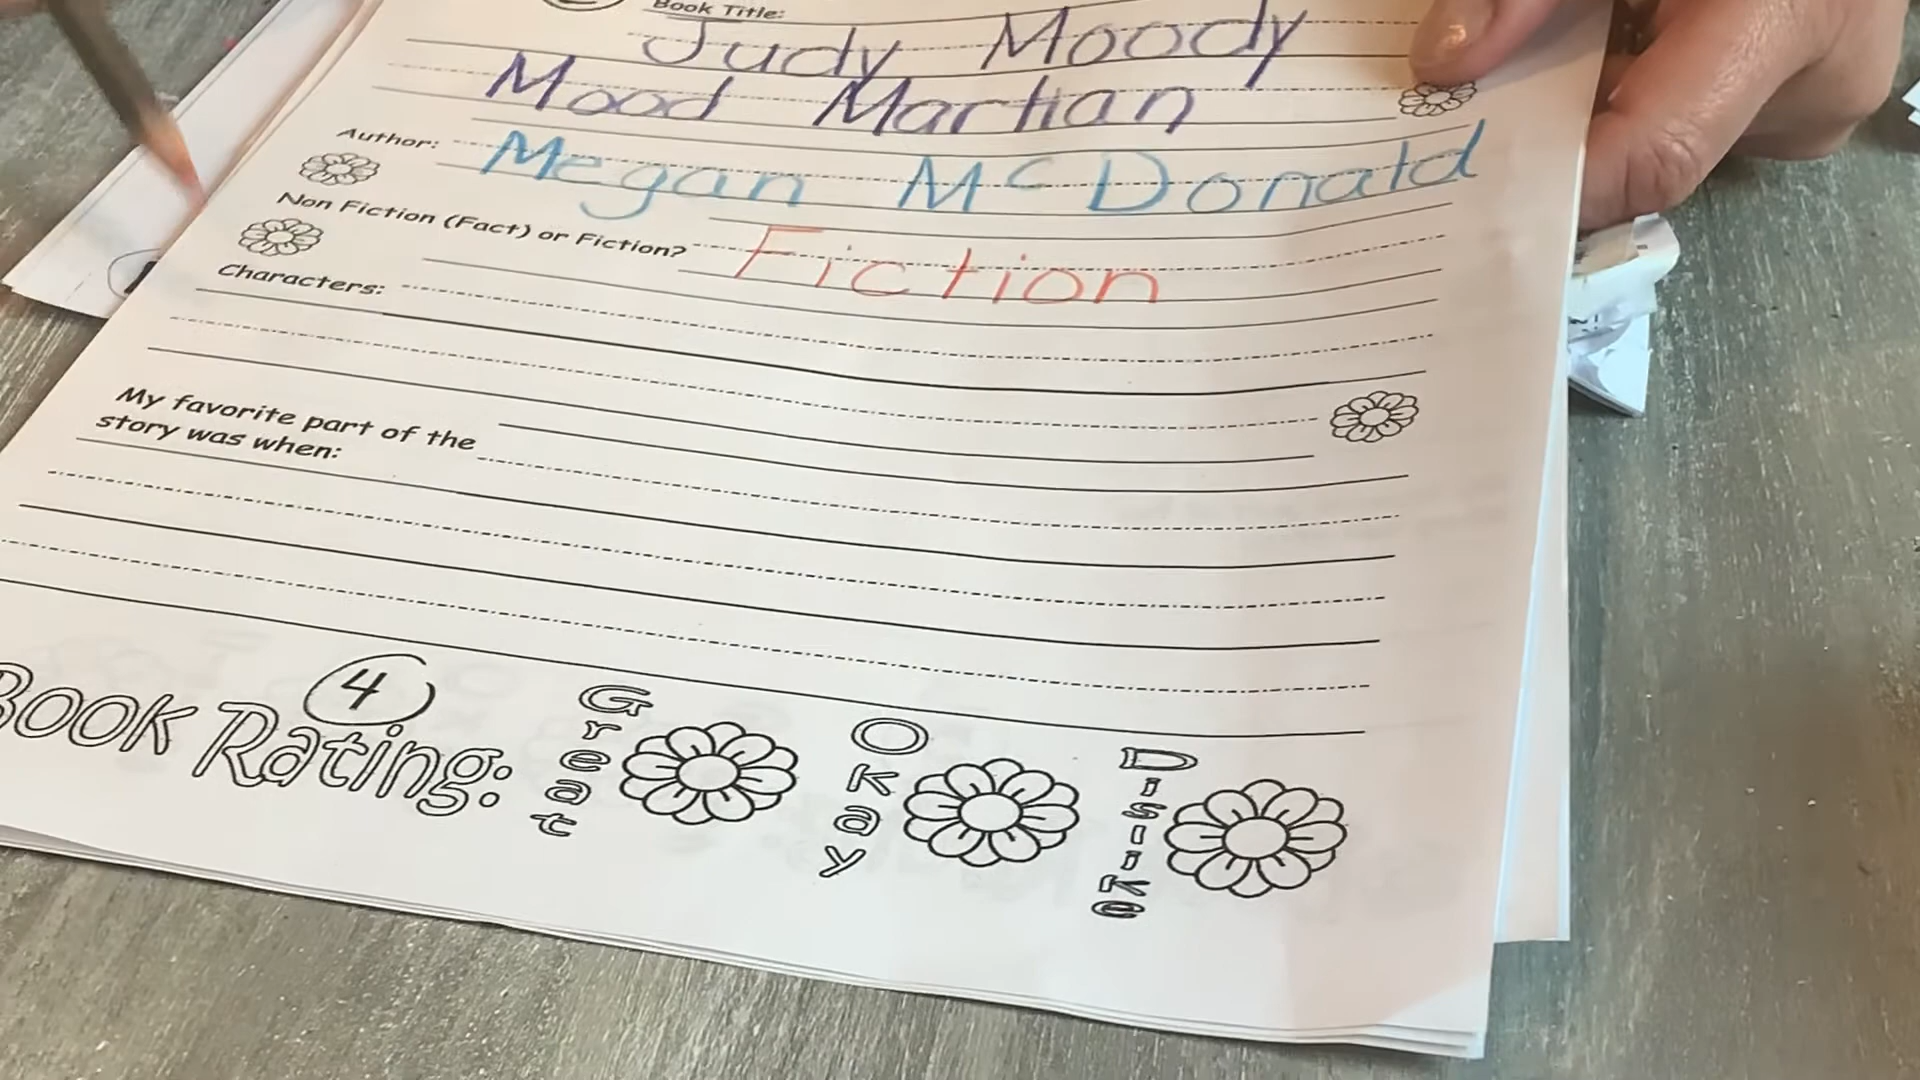 Book Title:
Judy Moody
Mood Martian
Author: Megan McDonald
Non Fiction (Fact) or Fiction? Fiction
Characters:
My favorite part of the
story was when:
Book Rating: 4
Great
Okay
Dislike